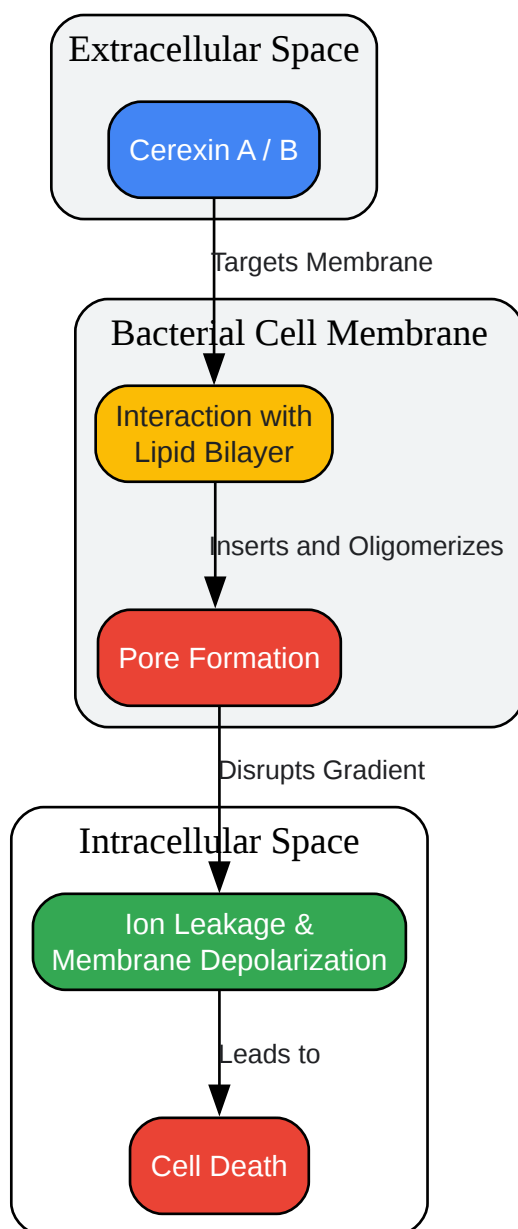 Extracellular Space
Cerexin A / B
Targets Membrane
Bacterial Cell Membrane
Interaction with
Lipid Bilayer
Inserts and Oligomerizes
Pore Formation
Disrupts Gradient
Intracellular Space
Ion Leakage &
Membrane Depolarization
Leads to
Cell Death